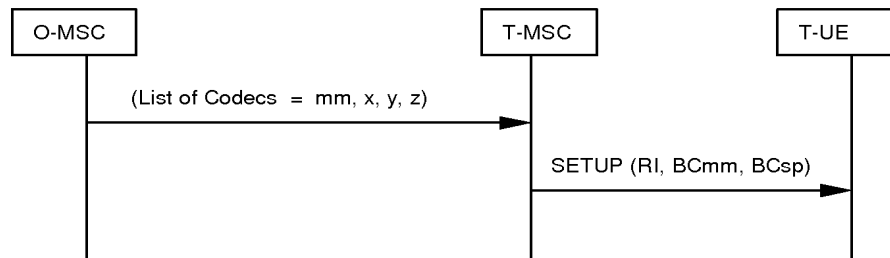 O-MSC
T-MSC
T-UE
(List of Codecs = mm, x, y, z)
SETUP (RI, BCmm, BCsp)